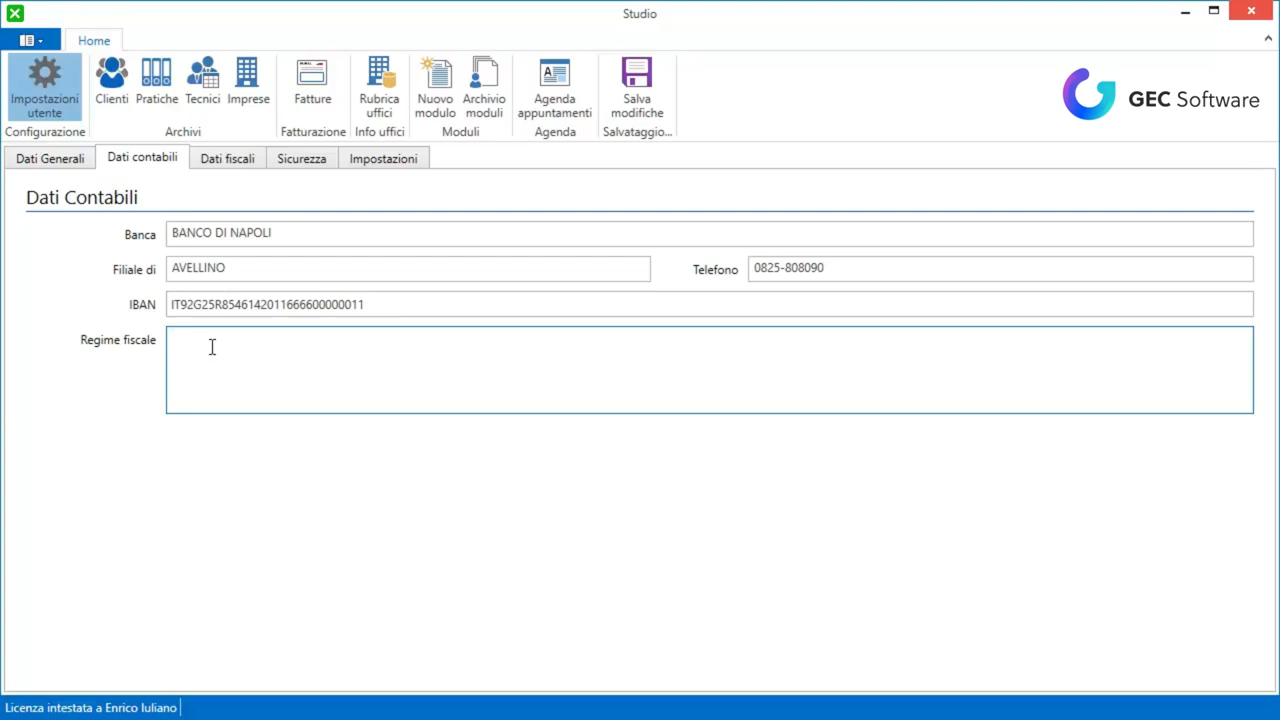 Studio
Home
Impostazioni utente
Clienti
Pratiche
Tecnici
Imprese
Fatture
Rubrica uffici
Nuovo modulo
Archivio moduli
Agenda appuntamenti
Salva modifiche
GEC Software
Configurazione
Archivi
Fatturazione
Info uffici
Moduli
Agenda
Salvataggio...
Dati Generali
Dati contabili
Dati fiscali
Sicurezza
Impostazioni
Dati Contabili
Banca BANCO DI NAPOLI
Filiale di AVELLINO Telefono 0825-808090
IBAN IT92G25R8546142011666600000011
Regime fiscale
Licenza intestata a Enrico Iuliano